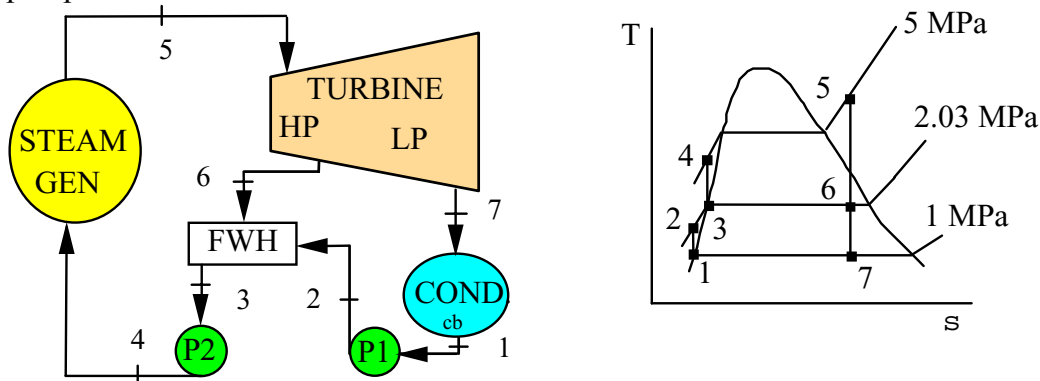 5
TURBINE
HP
LP
STEAM
GEN
6
7
FWH
3
2
COND.
cb
1
4
P2
P1
T
5 MPa
5
2.03 MPa
4
6
1 MPa
2
3
1
7
s